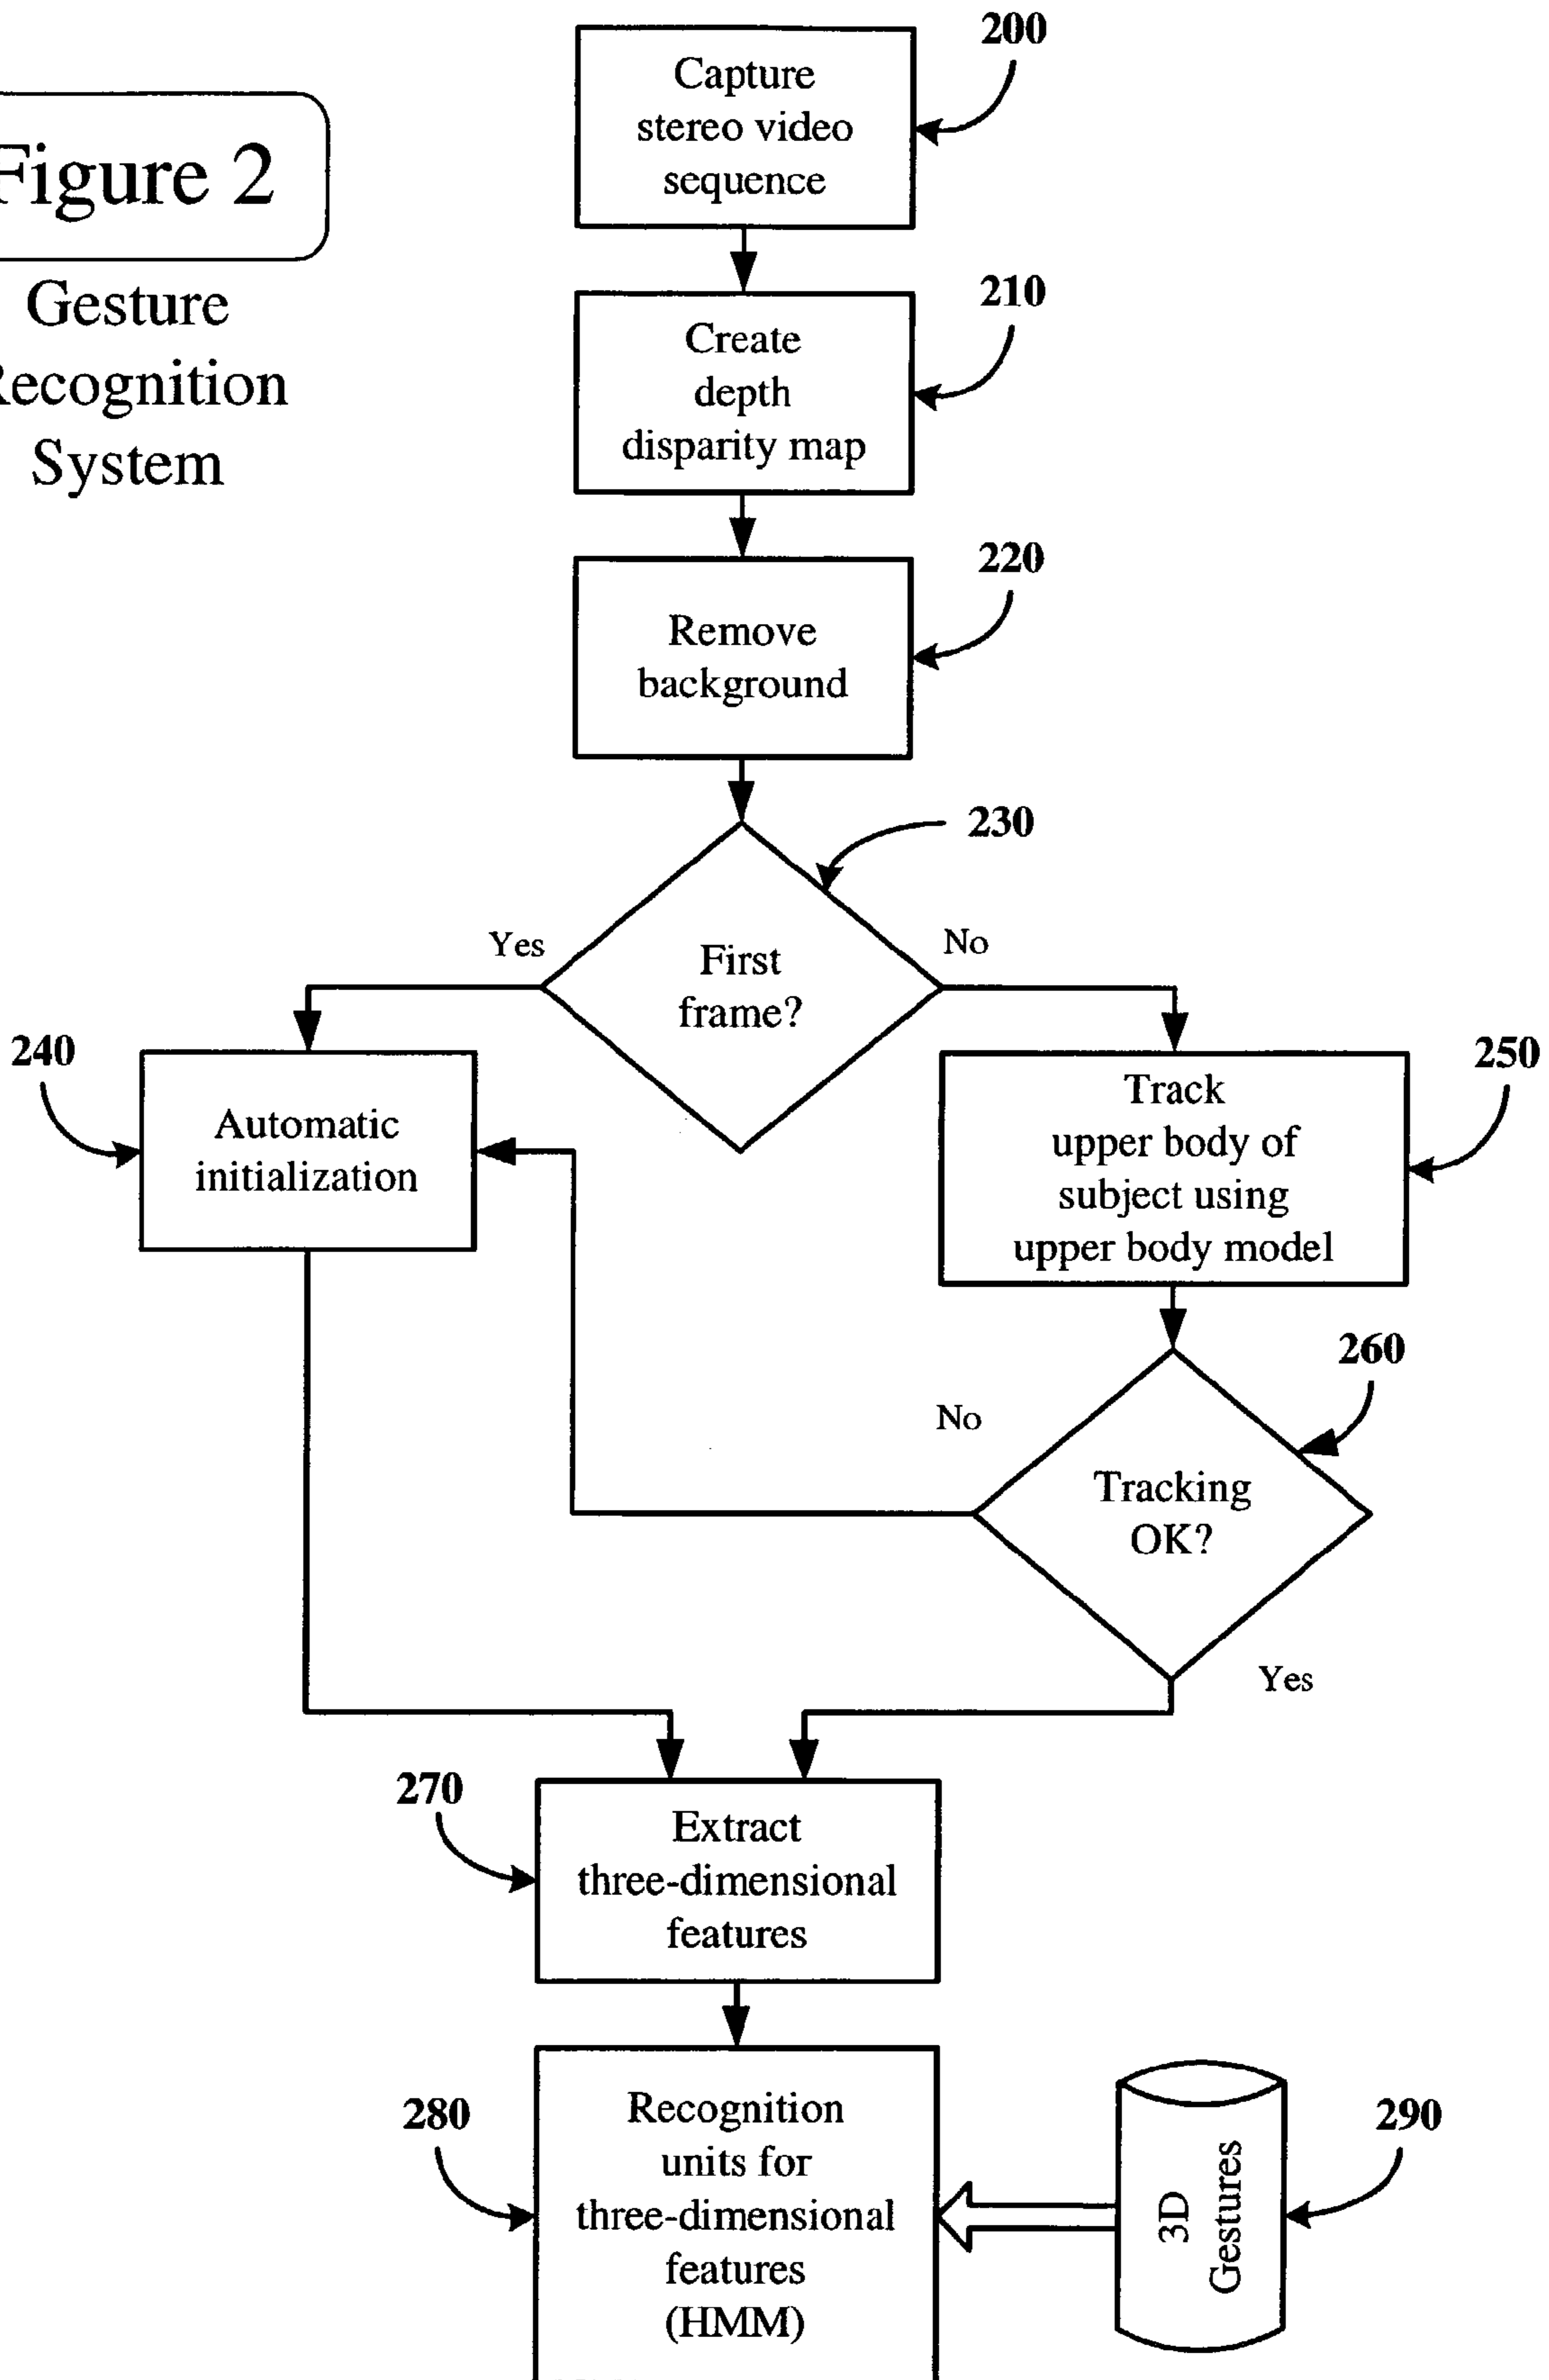 Figure 2
Gesture
Recognition
System
200
Capture
stereo video
sequence
210
Create
depth
disparity map
220
Remove
background
230
First
frame?
Yes
No
240
Automatic
initialization
250
Track
upper body of
subject using
upper body model
260
Tracking
OK?
No
Yes
270
Extract
three-dimensional
features
280
Recognition
units for
three-dimensional
features
(HMM)
290
3D
Gestures